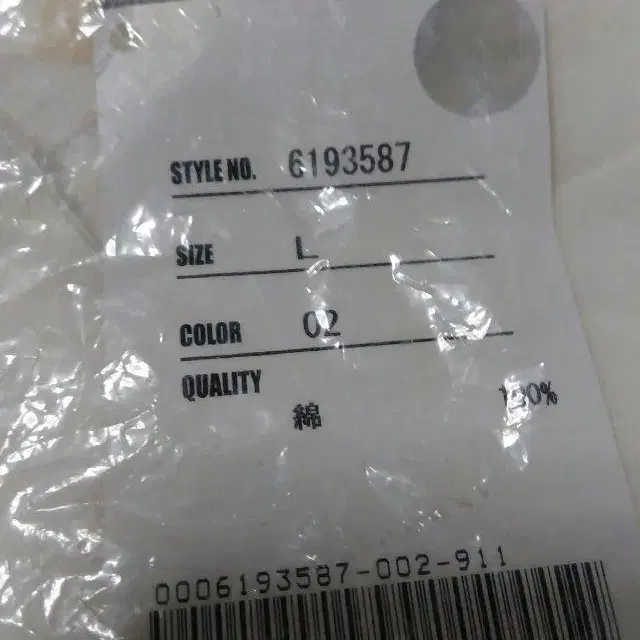 STYLE NO. 6193587
SIZE L
COLOR 02
QUALITY
綿 100%
0006193587-002-911